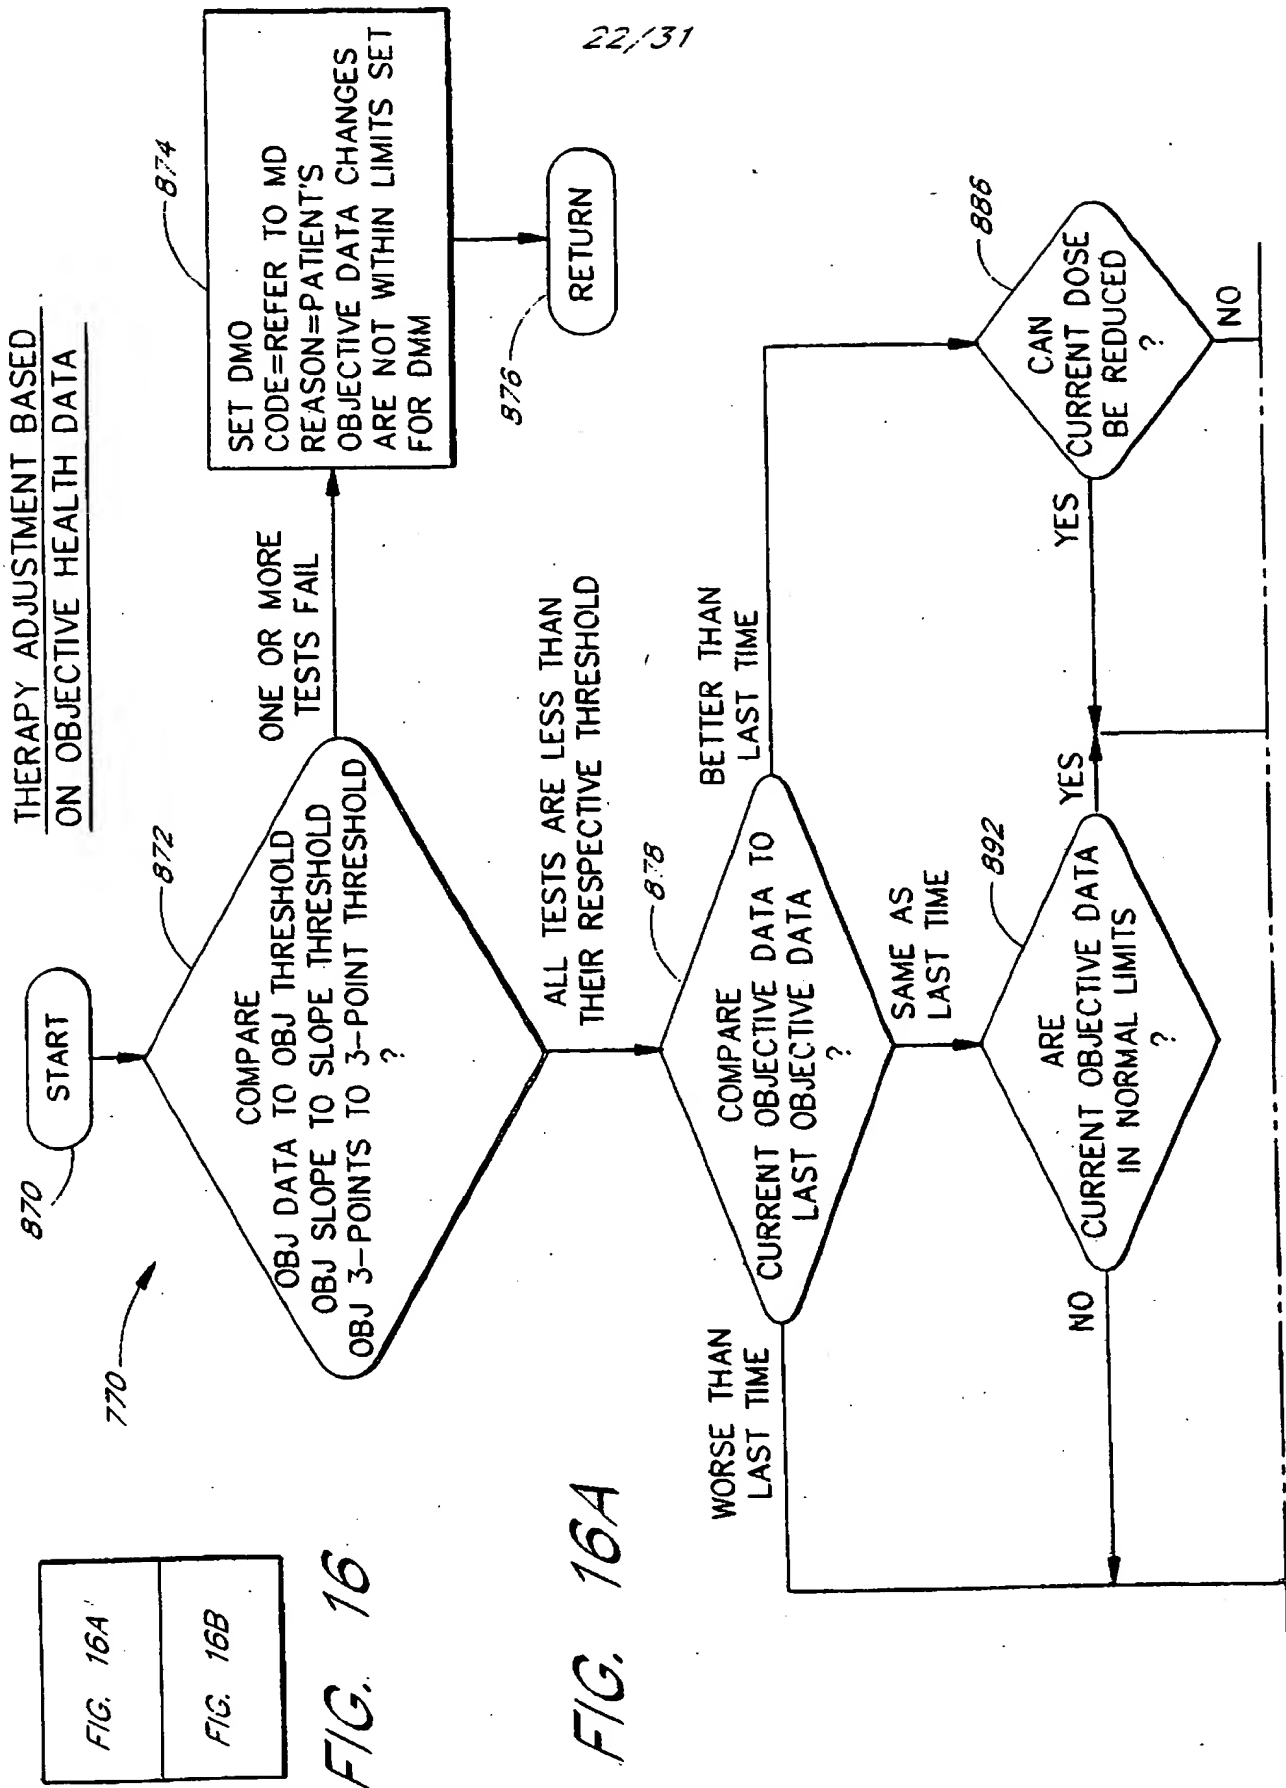 22/31
THERAPY ADJUSTMENT BASED
ON OBJECTIVE HEALTH DATA
FIG. 16A
FIG. 16B
FIG. 16
FIG. 16A
770
870
START
872
COMPARE
OBJ DATA TO OBJ THRESHOLD
OBJ SLOPE TO SLOPE THRESHOLD
OBJ 3-POINTS TO 3-POINT THRESHOLD
?
ONE OR MORE
TESTS FAIL
874
SET DMO
CODE=REFER TO MD
REASON=PATIENT'S
OBJECTIVE DATA CHANGES
ARE NOT WITHIN LIMITS SET
FOR DMM
876
RETURN
ALL TESTS ARE LESS THAN
THEIR RESPECTIVE THRESHOLD
878
COMPARE
CURRENT OBJECTIVE DATA TO
LAST OBJECTIVE DATA
?
WORSE THAN
LAST TIME
BETTER THAN
LAST TIME
SAME AS
LAST TIME
886
CAN
CURRENT DOSE
BE REDUCED
?
YES
NO
892
ARE
CURRENT OBJECTIVE DATA
IN NORMAL LIMITS
?
YES
NO